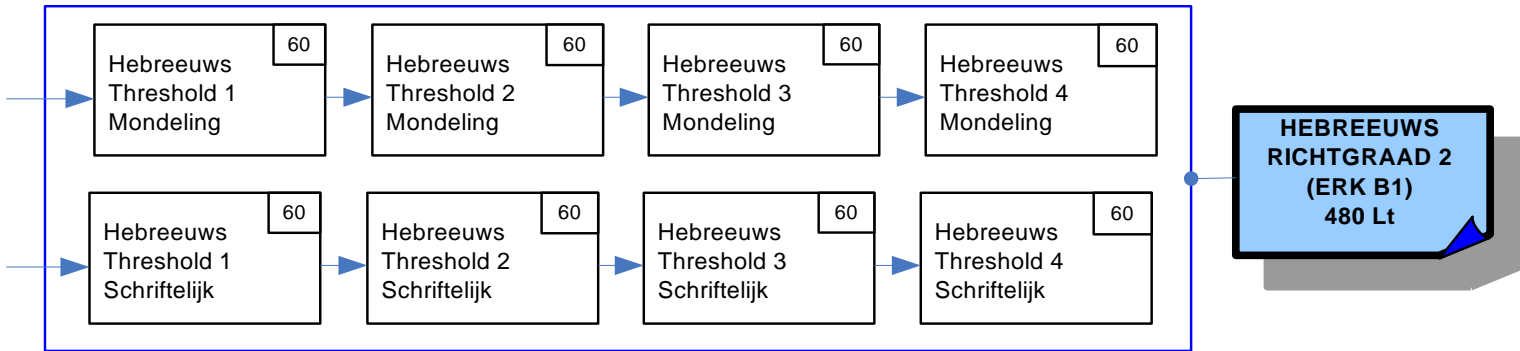 60
Hebreeuws
Threshold 1
Mondeling
60
Hebreeuws
Threshold 2
Mondeling
60
Hebreeuws
Threshold 3
Mondeling
60
Hebreeuws
Threshold 4
Mondeling
60
Hebreeuws
Threshold 1
Schriftelijk
60
Hebreeuws
Threshold 2
Schriftelijk
60
Hebreeuws
Threshold 3
Schriftelijk
60
Hebreeuws
Threshold 4
Schriftelijk
HEBREEUWS
RICHTGRAAD 2
(ERK B1)
480 Lt